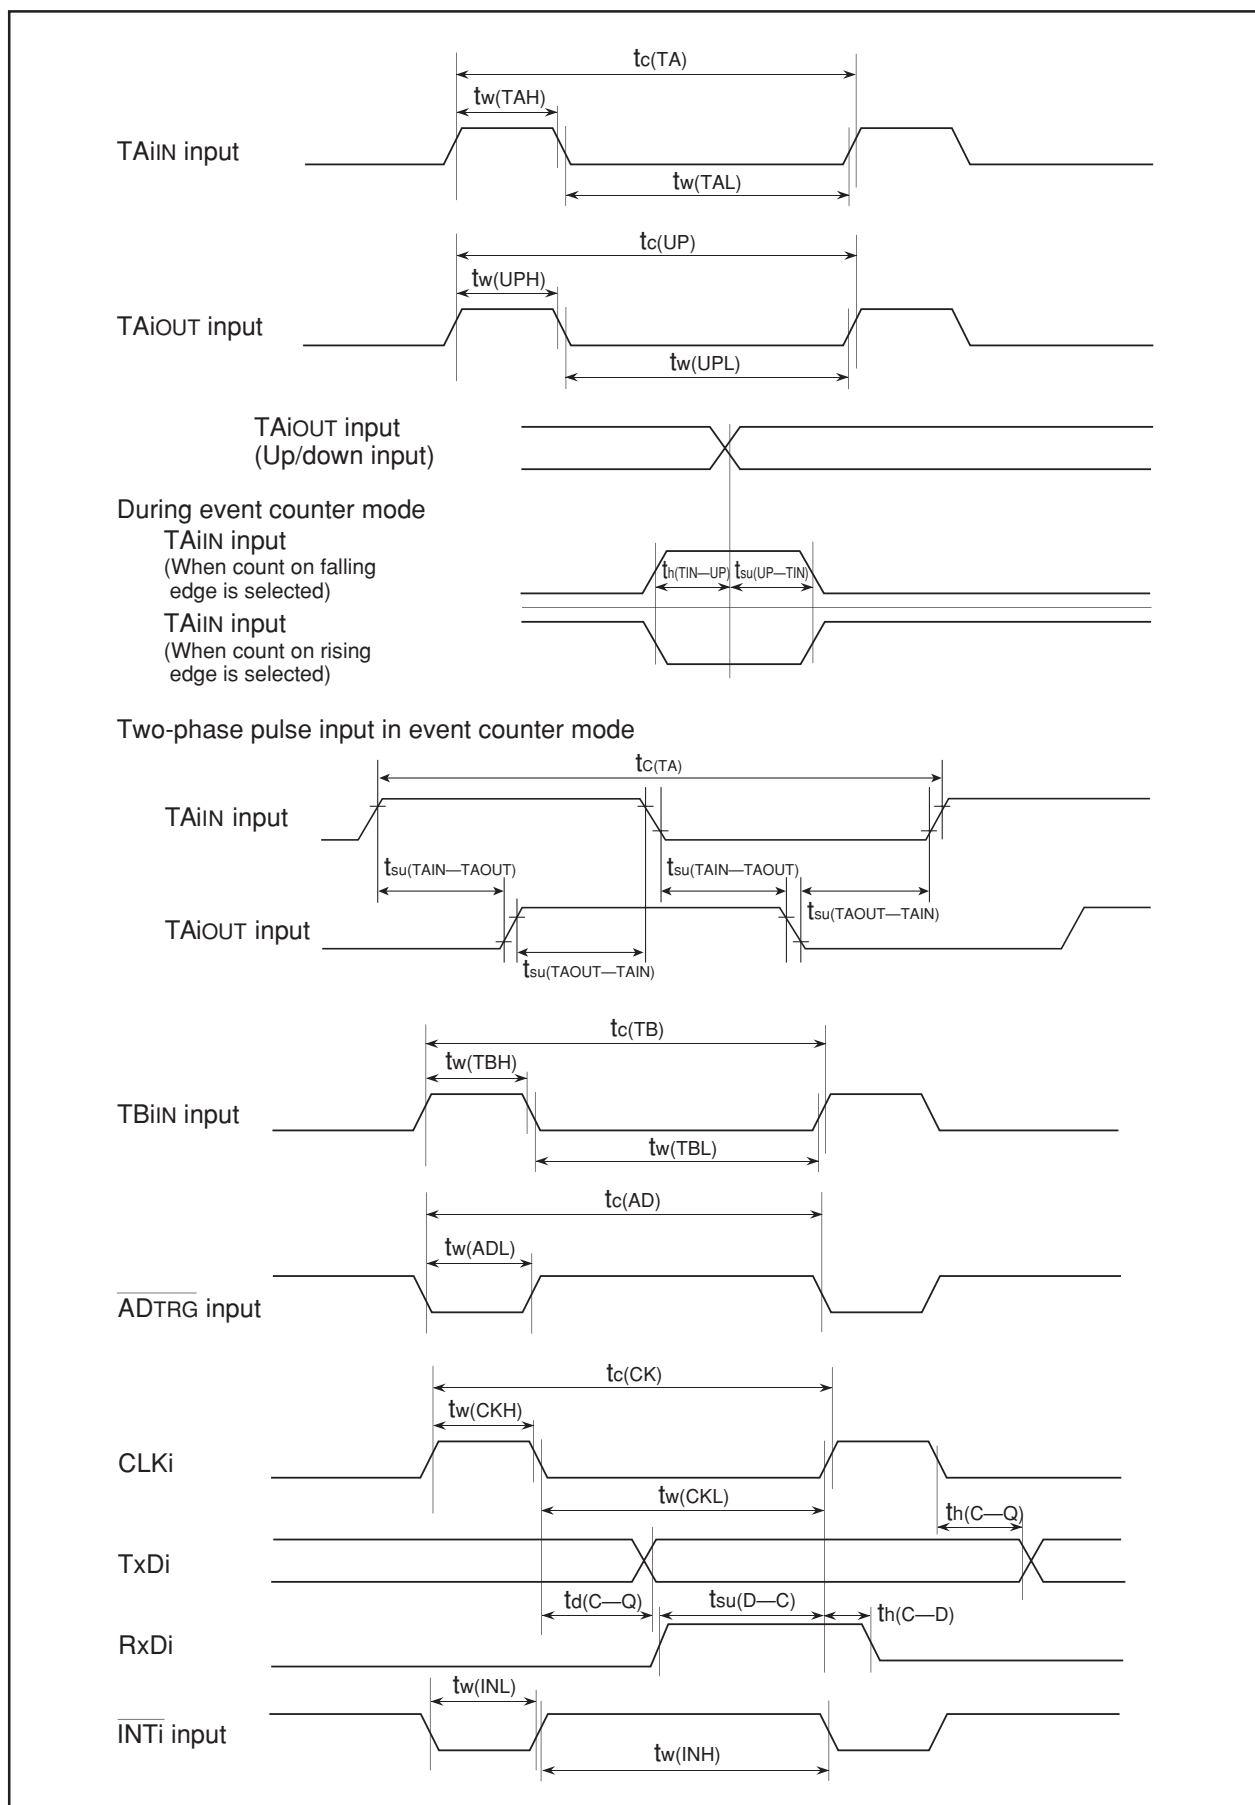 tc(TA)
tw(TAH)
TAiIN input
tw(TAL)
tc(UP)
tw(UPH)
TAiOUT input
tw(UPL)
TAiOUT input
(Up/down input)
During event counter mode
TAiIN input
(When count on falling
edge is selected)
th(TIN—UP) tsu(UP—TIN)
TAiIN input
(When count on rising
edge is selected)
Two-phase pulse input in event counter mode
tC(TA)
TAiIN input
tsu(TAIN—TAOUT) tsu(TAIN—TAOUT)
tsu(TAOUT—TAIN)
TAiOUT input
tsu(TAOUT—TAIN)
tc(TB)
tw(TBH)
TBiIN input
tw(TBL)
tc(AD)
tw(ADL)
ADTRG input
tc(CK)
tw(CKH)
CLKi
tw(CKL)
th(C—Q)
TxDi
td(C—Q) tsu(D—C) th(C—D)
RxDi
tw(INL)
INTi input
tw(INH)